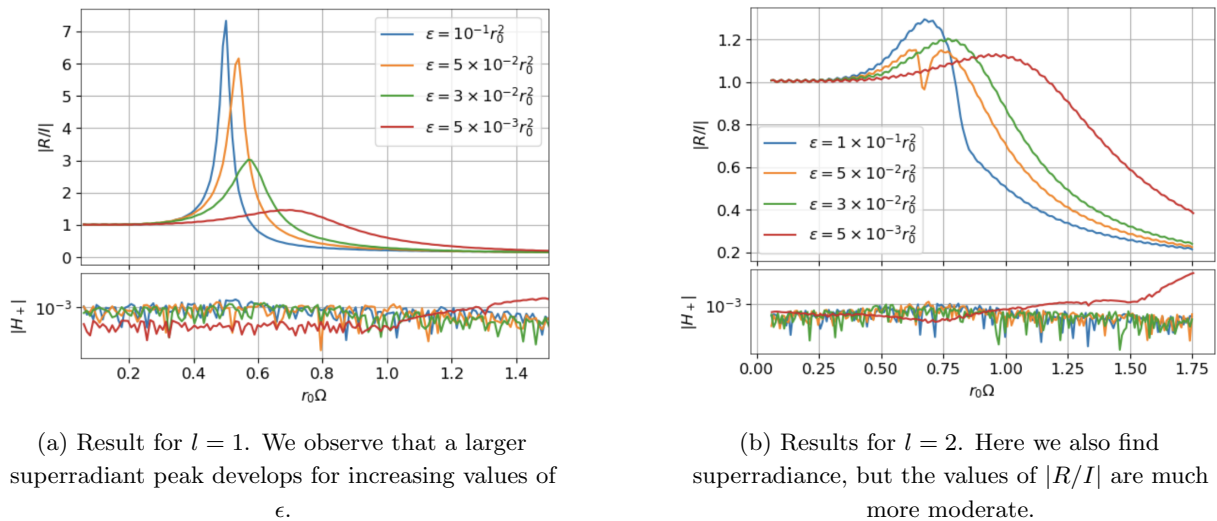 7
6
5
4
3
2
1
0
|R/I|
ε = 10⁻¹r₀²
ε = 5 × 10⁻²r₀²
ε = 3 × 10⁻²r₀²
ε = 5 × 10⁻³r₀²
10⁻³
|H₊|
0.2 0.4 0.6 0.8 1.0 1.2 1.4
r₀Ω
(a) Result for l = 1. We observe that a larger
superradiant peak develops for increasing values of
ϵ.
1.2
1.0
0.8
0.6
0.4
0.2
|R/I|
ε = 1 × 10⁻¹r₀²
ε = 5 × 10⁻²r₀²
ε = 3 × 10⁻²r₀²
ε = 5 × 10⁻³r₀²
10⁻³
|H₊|
0.00 0.25 0.50 0.75 1.00 1.25 1.50 1.75
r₀Ω
(b) Results for l = 2. Here we also find
superradiance, but the values of |R/I| are much
more moderate.